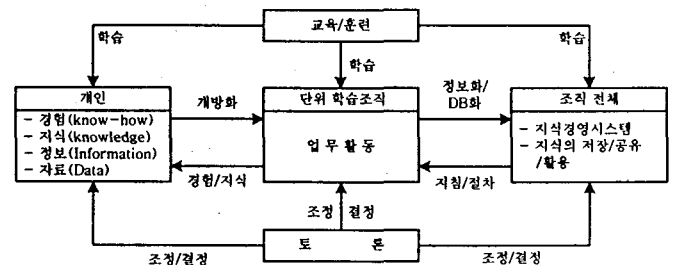 교육/훈련
학습
학습
학습
개인
- 경험(know-how)
- 지식(knowledge)
- 정보(Information)
- 자료(Data)
개방화
경험/지식
단위 학습조직
업무 활동
정보화/
DB화
지침/절차
조직 전체
- 지식경영시스템
- 지식의 저장/공유
/활용
조정 결정
토 론
조정/결정
조정/결정